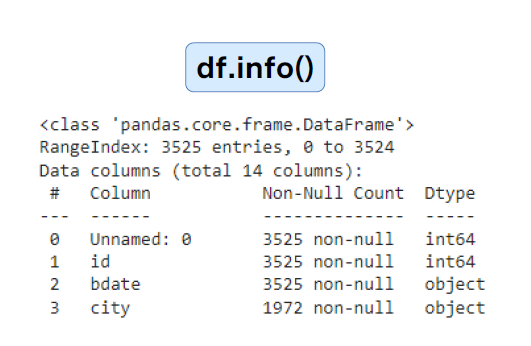 df.info()
<class 'pandas.core.frame.DataFrame'>
RangeIndex: 3525 entries, 0 to 3524
Data columns (total 14 columns):
 #   Column           Non-Null Count  Dtype
---  ------           --------------  -----
 0   Unnamed: 0       3525 non-null   int64
 1   id               3525 non-null   int64
 2   bdate            3525 non-null   object
 3   city             1972 non-null   object